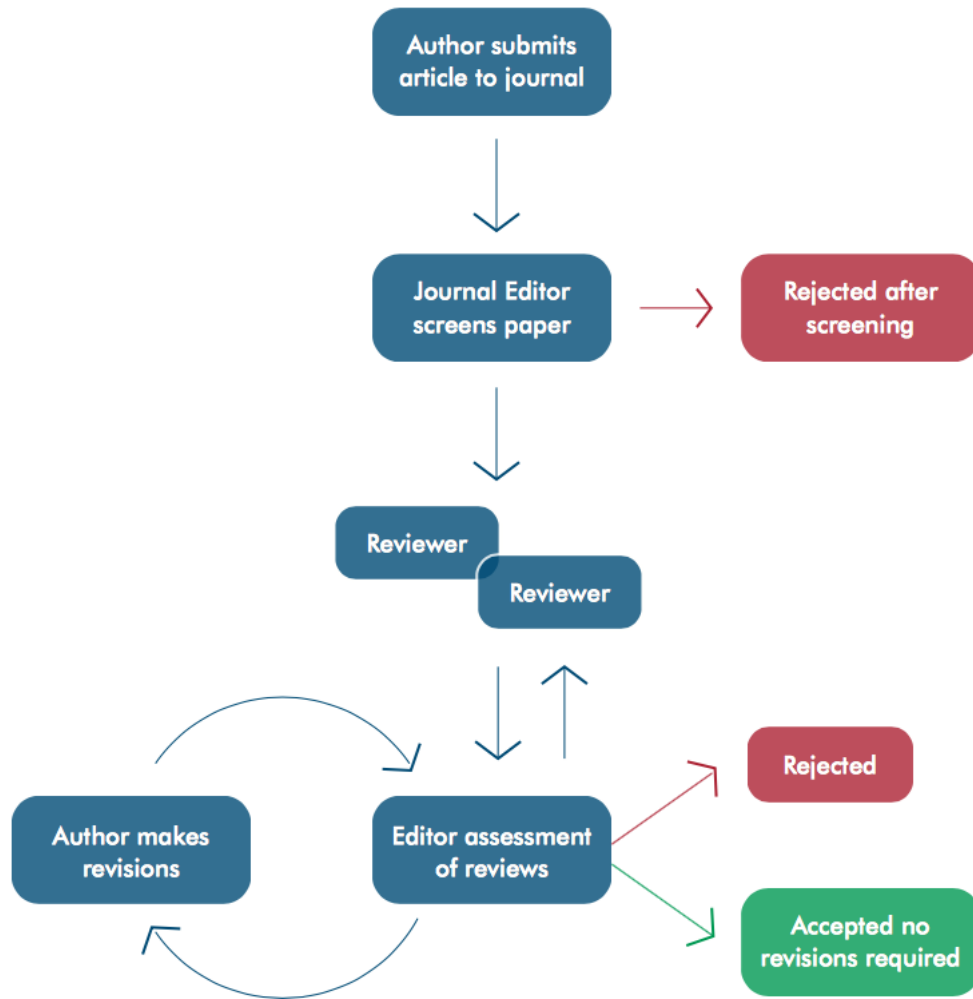 Author submits
article to journal
Journal Editor
screens paper
Rejected after
screening
Reviewer
Reviewer
Rejected
Author makes
revisions
Editor assessment
of reviews
Accepted no
revisions required